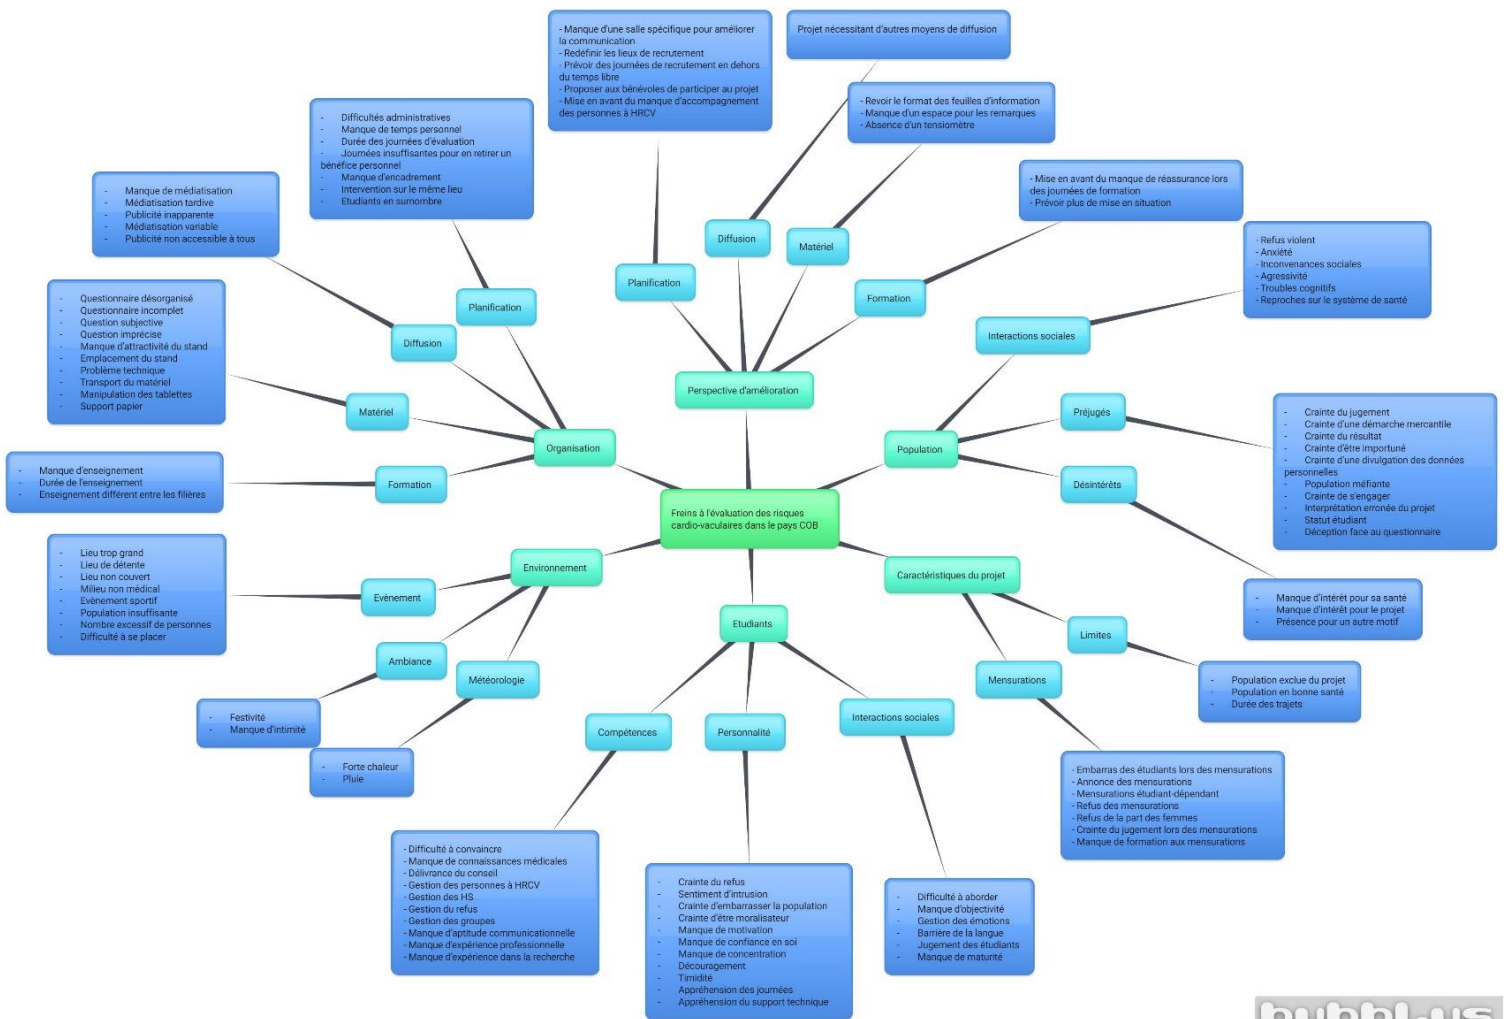 - Manque d'une salle spécifique pour améliorer
la communication
- Redéfinir les lieux de recrutement
- Prévoir des journées de recrutement en dehors
du temps libre
- Proposer aux bénévoles de participer au projet
- Mise en avant du manque d'accompagnement
des personnes à HRCV
Projet nécessitant d'autres moyens de diffusion
- Revoir le format des feuilles d'information
- Manque d'un espace pour les remarques
- Absence d'un tensiomètre
- Difficultés administratives
- Manque de temps personnel
- Durée des journées d'évaluation
- Journées insuffisantes pour en retirer un
bénéfice personnel
- Manque d'encadrement
- Intervention sur le même lieu
- Etudiants en surnombre
- Manque de médiatisation
- Médiatisation tardive
- Publicité inapparente
- Médiatisation variable
- Publicité non accessible à tous
- Mise en avant du manque de réassurance lors
des journées de formation
- Prévoir plus de mise en situation
- Refus violent
- Anxiété
- Inconvenances sociales
- Agressivité
- Troubles cognitifs
- Reproches sur le système de santé
Diffusion
Matériel
Planification
Formation
Planification
Diffusion
Interactions sociales
- Questionnaire désorganisé
- Questionnaire incomplet
- Question subjective
- Question imprécise
- Manque d'attractivité du stand
- Emplacement du stand
- Problème technique
- Transport du matériel
- Manipulation des tablettes
- Support papier
Matériel
Perspective d'amélioration
Préjugés
- Crainte du jugement
- Crainte d'une démarche mercantile
- Crainte du résultat
- Crainte d'être importuné
- Crainte d'une divulgation des données
personnelles
- Population méfiante
- Crainte de s'engager
- Interprétation erronée du projet
- Statut étudiant
- Déception face au questionnaire
Organisation
Population
- Manque d'enseignement
- Durée de l'enseignement
- Enseignement différent entre les filières
Formation
Désintérêts
Freins à l'évaluation des risques
cardio-vaculaires dans le pays COB
- Lieu trop grand
- Lieu de détente
- Lieu non couvert
- Milieu non médical
- Evènement sportif
- Population insuffisante
- Nombre excessif de personnes
- Difficulté à se placer
Evènement
Environnement
Caractéristiques du projet
- Manque d'intérêt pour sa santé
- Manque d'intérêt pour le projet
- Présence pour un autre motif
Etudiants
Limites
Ambiance
Météorologie
Mensurations
- Population exclue du projet
- Population en bonne santé
- Durée des trajets
- Festivité
- Manque d'intimité
Compétences
Personnalité
Interactions sociales
- Forte chaleur
- Pluie
- Embarras des étudiants lors des mensurations
- Annonce des mensurations
- Mensurations étudiant-dépendant
- Refus des mensurations
- Refus de la part des femmes
- Crainte du jugement lors des mensurations
- Manque de formation aux mensurations
- Difficulté à convaincre
- Manque de connaissances médicales
- Délivrance du conseil
- Gestion des personnes à HRCV
- Gestion des HS
- Gestion du refus
- Gestion des groupes
- Manque d'aptitude communicationnelle
- Manque d'expérience professionnelle
- Manque d'expérience dans la recherche
- Crainte du refus
- Sentiment d'intrusion
- Crainte d'embarrasser la population
- Crainte d'être moralisateur
- Manque de motivation
- Manque de confiance en soi
- Manque de concentration
- Découragement
- Timidité
- Appréhension des journées
- Appréhension du support technique
- Difficulté à aborder
- Manque d'objectivité
- Gestion des émotions
- Barrière de la langue
- Jugement des étudiants
- Manque de maturité
bubbl.us